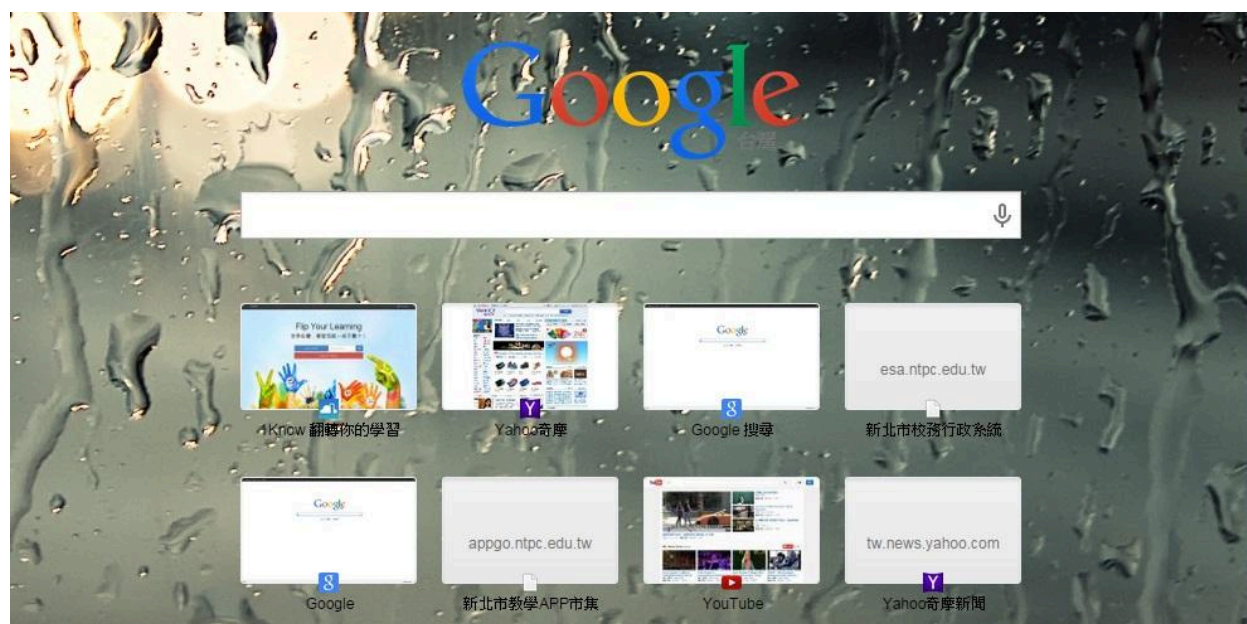 Google
台灣
Flip Your Learning
1Know 翻轉你的學習
Yahoo奇摩
Google
Google 搜尋
esa.ntpc.edu.tw
新北市校務行政系統
Google
Google
appgo.ntpc.edu.tw
新北市教學APP市集
YouTube
tw.news.yahoo.com
Yahoo奇摩新聞